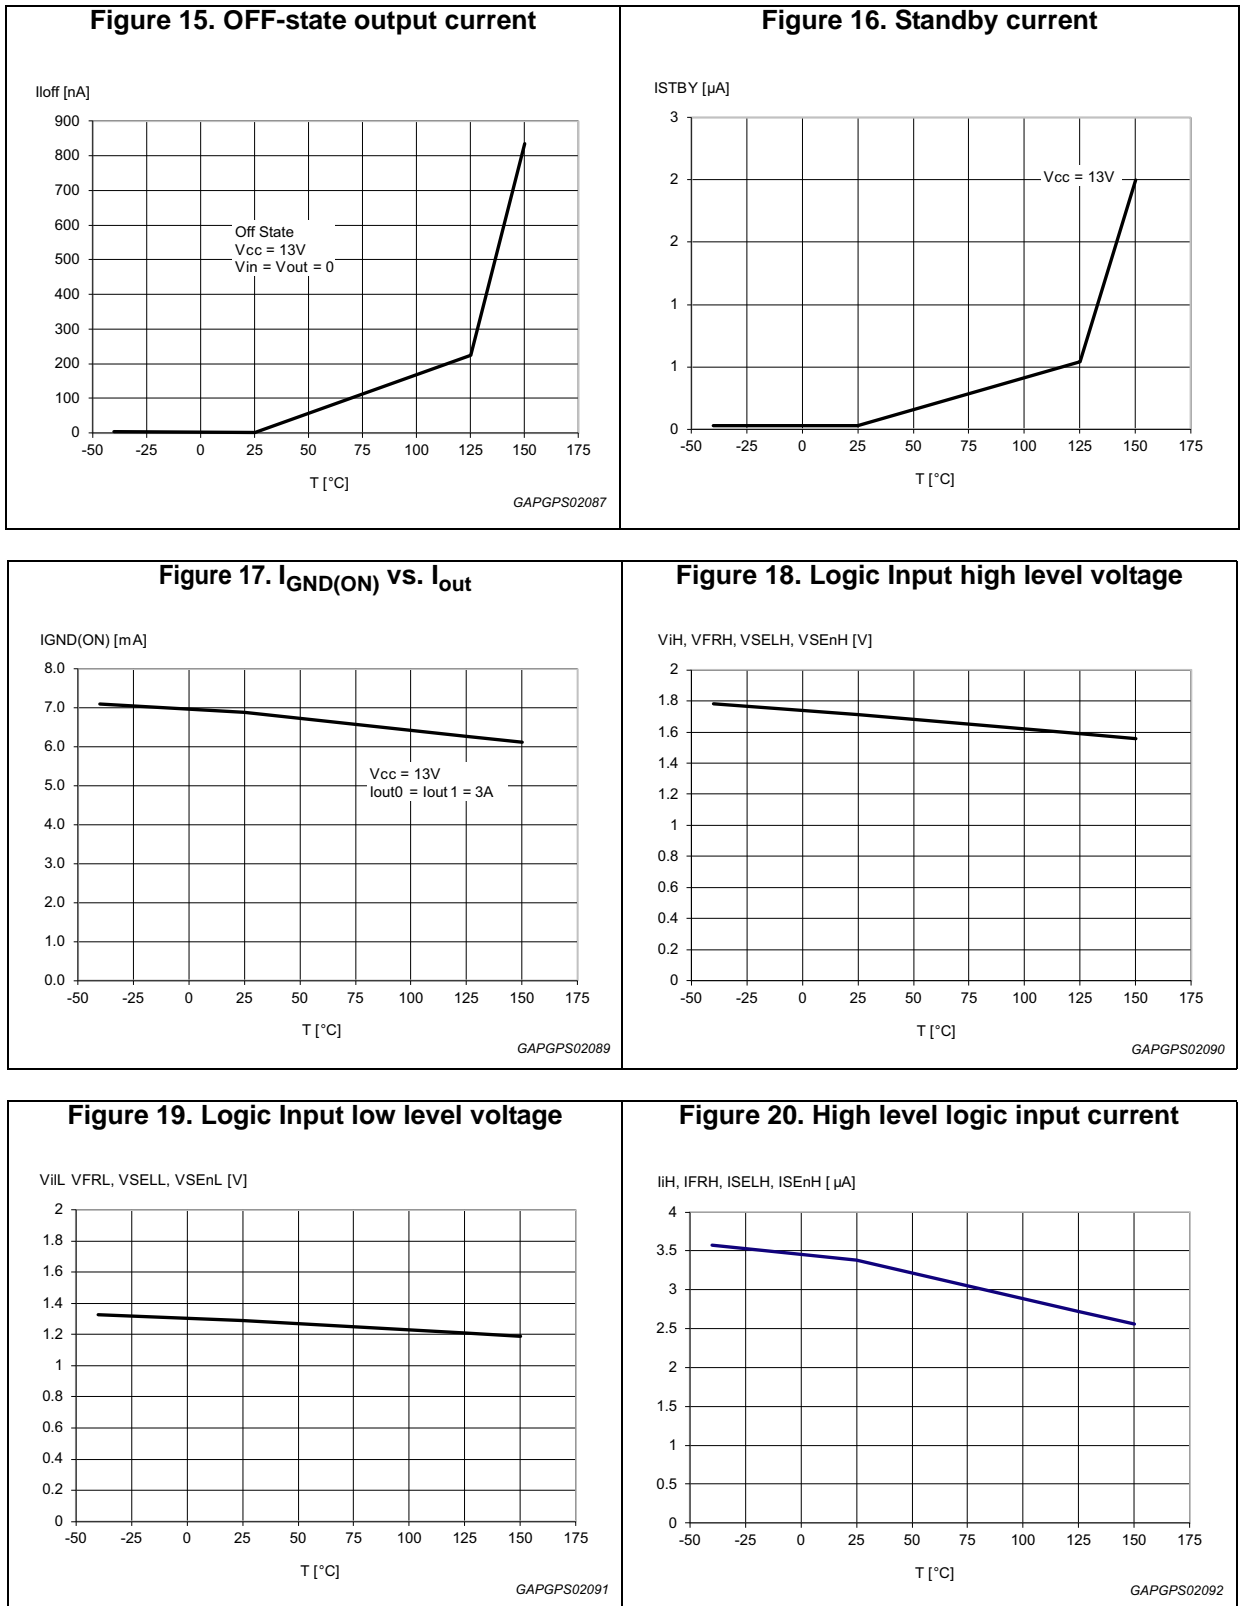 Figure 15. OFF-state output current
Iloff [nA]
900
800
700
600
500
400
300
200
100
0
Off State
Vcc = 13V
Vin = Vout = 0
-50 -25 0 25 50 75 100 125 150 175
T [°C]
GAPGPS02087
Figure 16. Standby current
ISTBY [µA]
3
2
2
1
1
0
Vcc = 13V
-50 -25 0 25 50 75 100 125 150 175
T [°C]
Figure 17. IGND(ON) vs. Iout
IGND(ON) [mA]
8.0
7.0
6.0
5.0
4.0
3.0
2.0
1.0
0.0
Vcc = 13V
Iout0 = Iout1 = 3A
-50 -25 0 25 50 75 100 125 150 175
T [°C]
GAPGPS02089
Figure 18. Logic Input high level voltage
ViH, VFRH, VSELH, VSEnH [V]
2
1.8
1.6
1.4
1.2
1
0.8
0.6
0.4
0.2
0
-50 -25 0 25 50 75 100 125 150 175
T [°C]
GAPGPS02090
Figure 19. Logic Input low level voltage
VilL VFRL, VSELL, VSEnL [V]
2
1.8
1.6
1.4
1.2
1
0.8
0.6
0.4
0.2
0
-50 -25 0 25 50 75 100 125 150 175
T [°C]
GAPGPS02091
Figure 20. High level logic input current
IiH, IFRH, ISELH, ISEnH [ µA]
4
3.5
3
2.5
2
1.5
1
0.5
0
-50 -25 0 25 50 75 100 125 150 175
T [°C]
GAPGPS02092